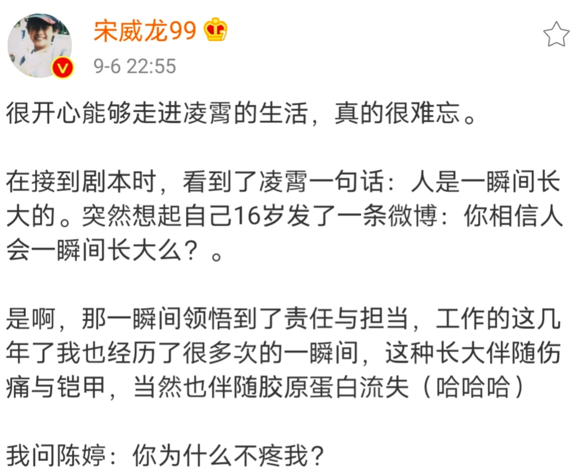 宋威龙99
9-6 22:55
很开心能够走进凌霄的生活，真的很难忘。
在接到剧本时，看到了凌霄一句话：人是一瞬间长
大的。突然想起自己16岁发了一条微博：你相信人
会一瞬间长大么？。
是啊，那一瞬间领悟到了责任与担当，工作的这几
年了我也经历了很多次的一瞬间，这种长大伴随伤
痛与铠甲，当然也伴随胶原蛋白流失（哈哈哈）
我问陈婷：你为什么不疼我？